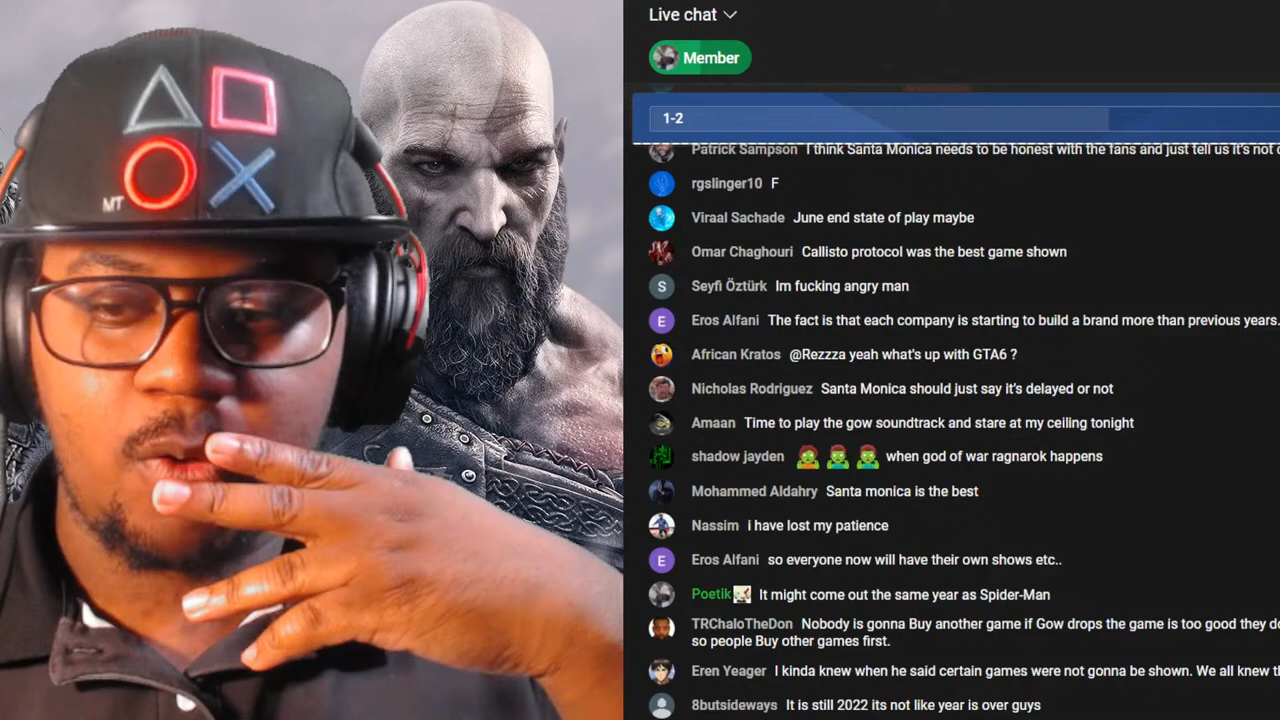 MT
Live chat
Member
1-2
Patrick Sampson I think Santa Monica needs to be honest with the fans and just tell us it's not
rgslinger10 F
Viraal Sachade June end state of play maybe
Omar Chaghouri Callisto protocol was the best game shown
S Seyfi Öztürk Im fucking angry man
E Eros Alfani The fact is that each company is starting to build a brand more than previous years.
African Kratos @Rezzza yeah what's up with GTA6 ?
Nicholas Rodriguez Santa Monica should just say it's delayed or not
Amaan Time to play the gow soundtrack and stare at my ceiling tonight
shadow jayden when god of war ragnarok happens
Mohammed Aldahry Santa monica is the best
Nassim i have lost my patience
E Eros Alfani so everyone now will have their own shows etc..
Poetik It might come out the same year as Spider-Man
TRChaloTheDon Nobody is gonna Buy another game if Gow drops the game is too good they
so people Buy other games first.
Eren Yeager I kinda knew when he said certain games were not gonna be shown. We all knew
8butsideways It is still 2022 its not like year is over guys